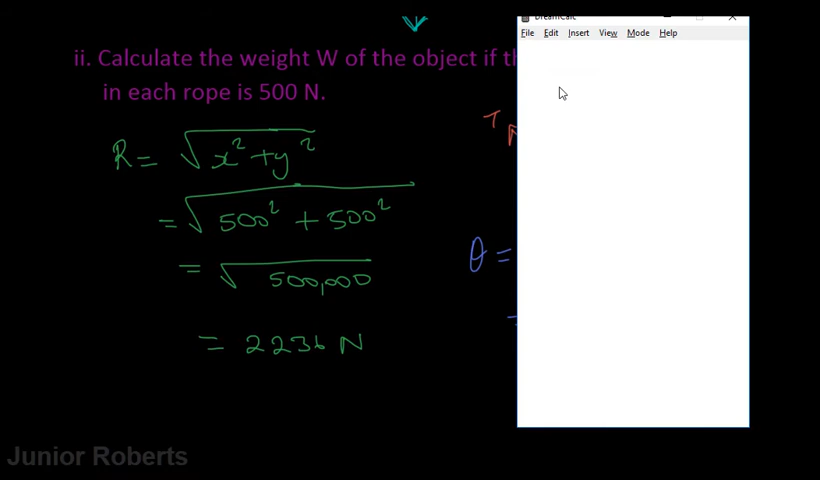 DreamCalc
File Edit Insert View Mode Help
ii. Calculate the weight W of the object if th
in each rope is 500 N.
R = √x² + y²
= √500² + 500²
= √500,000
= 2236 N
T
θ =
=
Junior Roberts